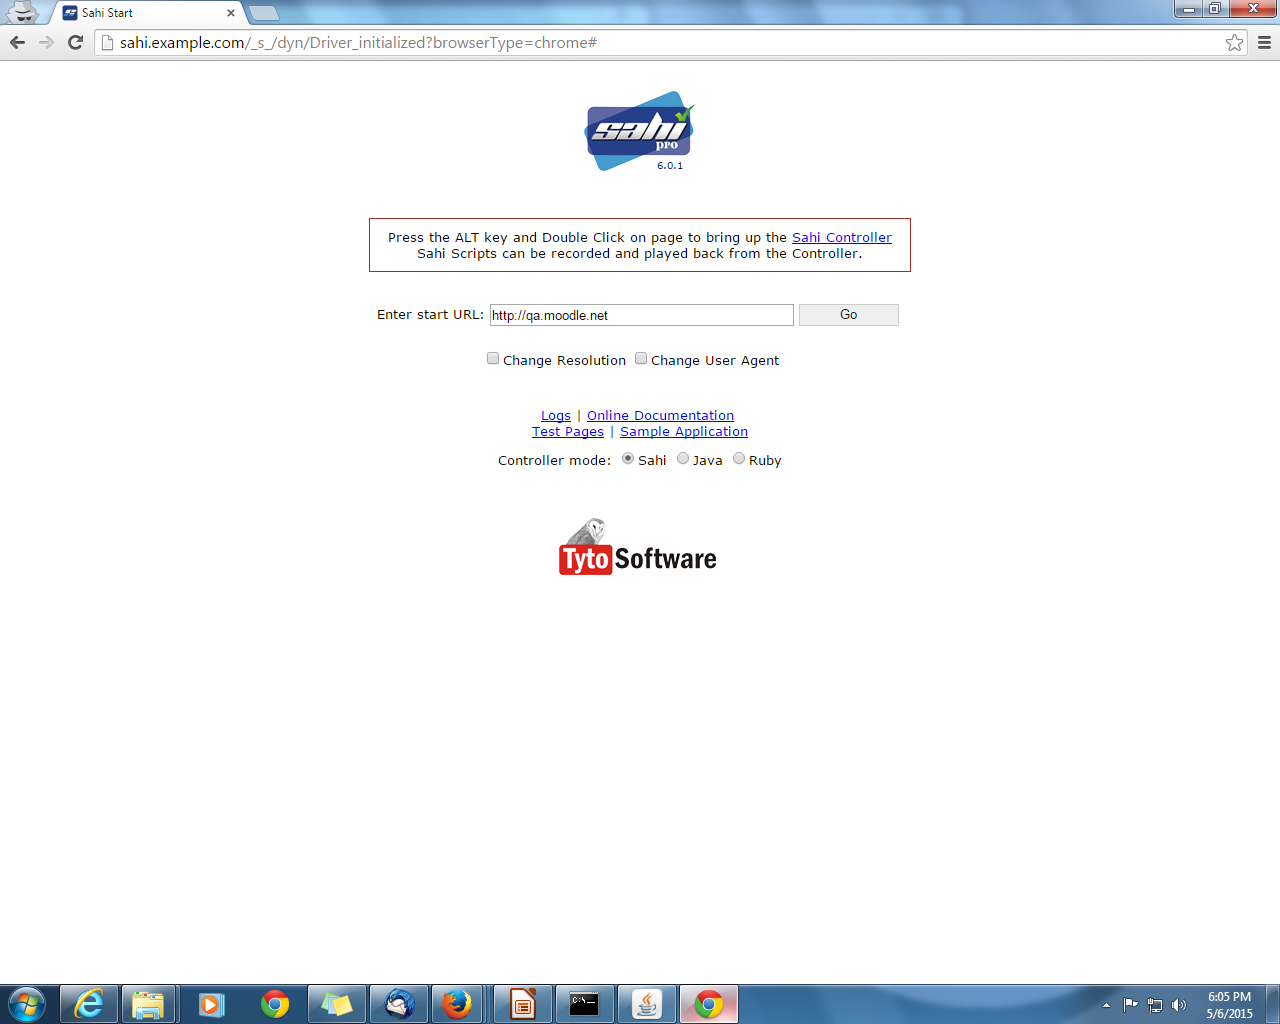 Sahi Start
sahi.example.com/_s_/dyn/Driver_initialized?browserType=chrome#
sahi
pro
6.0.1
Press the ALT key and Double Click on page to bring up the Sahi Controller
Sahi Scripts can be recorded and played back from the Controller.
Enter start URL: http://qa.moodle.net Go
Change Resolution Change User Agent
Logs | Online Documentation
Test Pages | Sample Application
Controller mode: Sahi Java Ruby
Tyto Software
C:\_
6:05 PM
5/6/2015